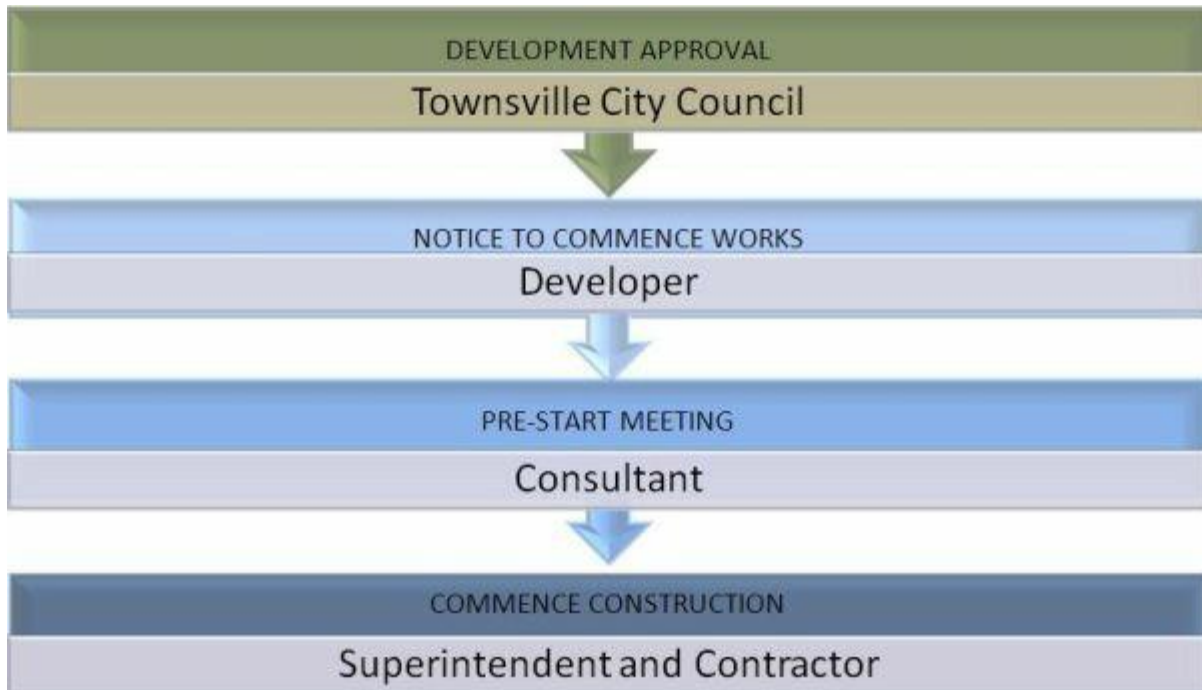 DEVELOPMENT APPROVAL
Townsville City Council
NOTICE TO COMMENCE WORKS
Developer
PRE-START MEETING
Consultant
COMMENCE CONSTRUCTION
Superintendent and Contractor